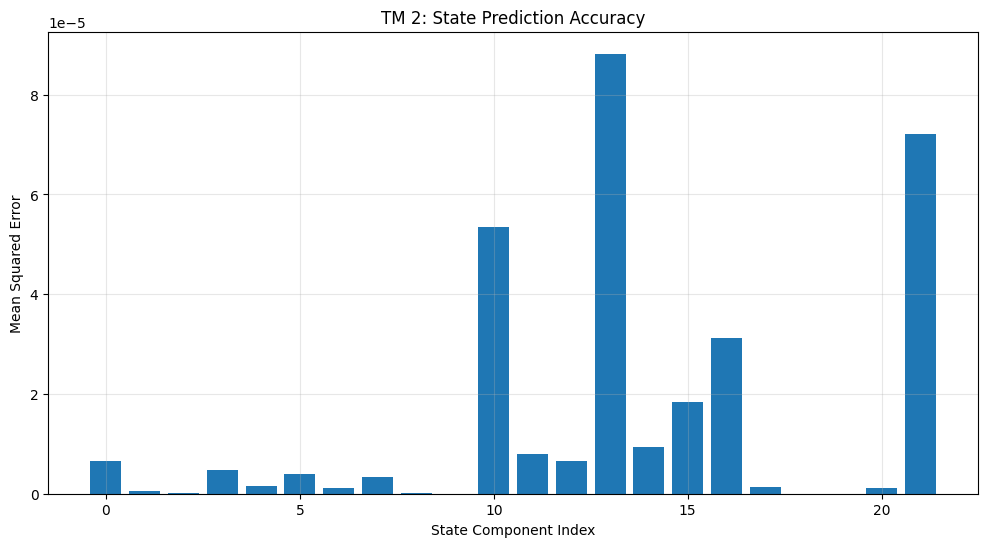 TM 2: State Prediction Accuracy
1e−5
8
6
4
2
0
Mean Squared Error
0 5 10 15 20
State Component Index